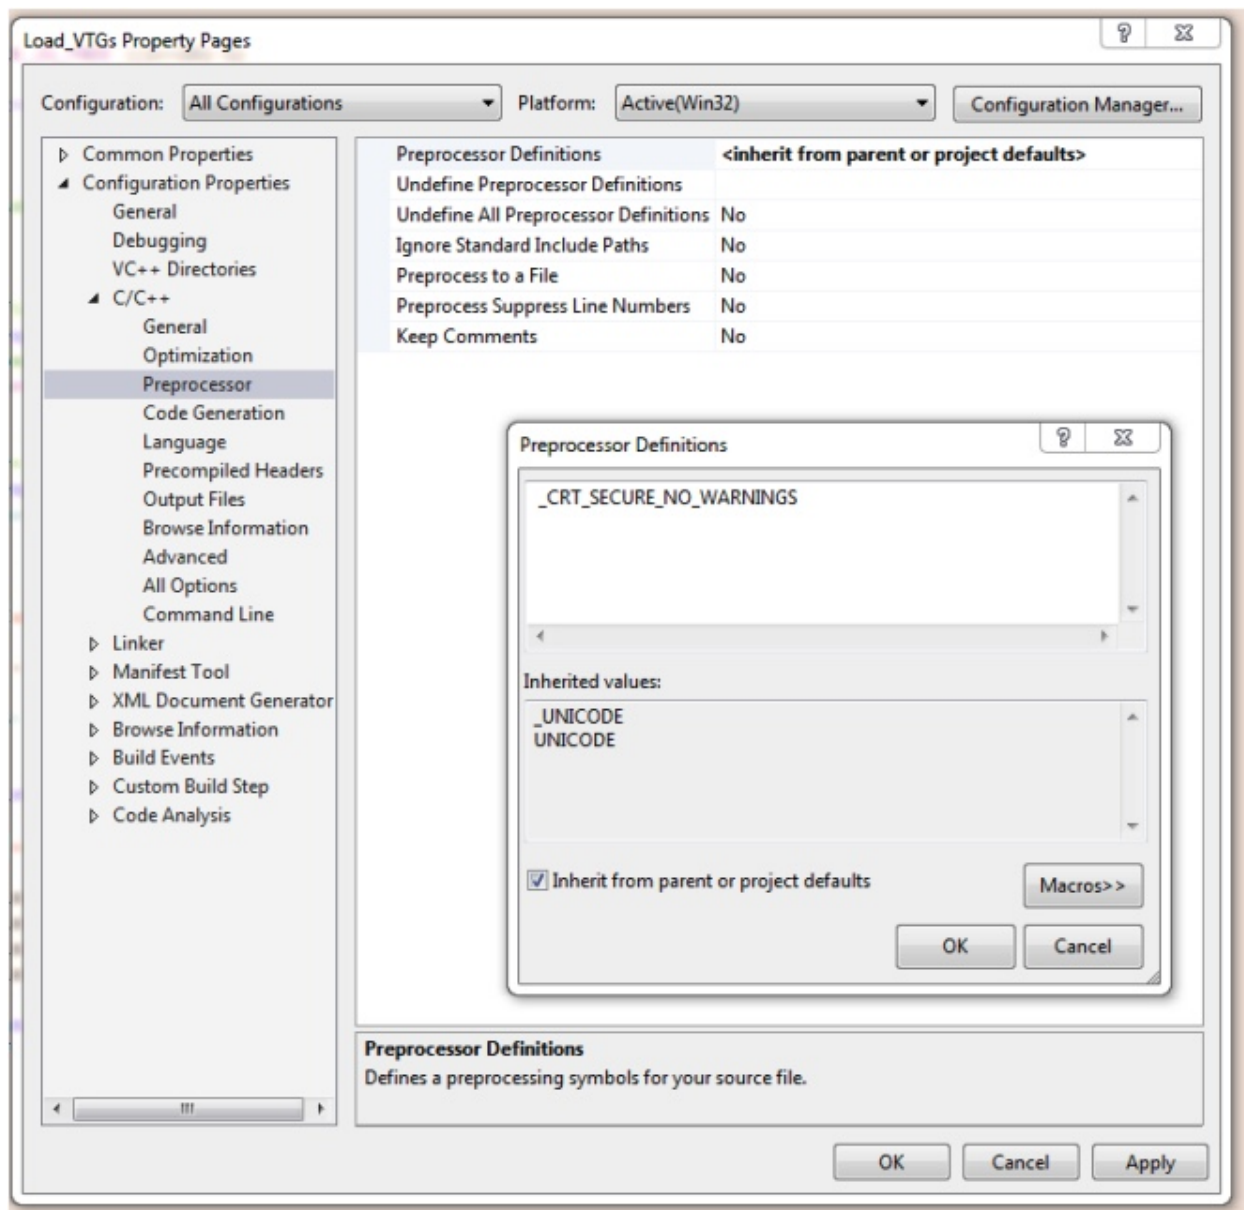 Load_VTGs Property Pages
Configuration: All Configurations Platform: Active(Win32) Configuration Manager...
Common Properties
Configuration Properties
General
Debugging
VC++ Directories
C/C++
General
Optimization
Preprocessor
Code Generation
Language
Precompiled Headers
Output Files
Browse Information
Advanced
All Options
Command Line
Linker
Manifest Tool
XML Document Generator
Browse Information
Build Events
Custom Build Step
Code Analysis
Preprocessor Definitions <inherit from parent or project defaults>
Undefine Preprocessor Definitions
Undefine All Preprocessor Definitions No
Ignore Standard Include Paths No
Preprocess to a File No
Preprocess Suppress Line Numbers No
Keep Comments No
Preprocessor Definitions
_CRT_SECURE_NO_WARNINGS
Inherited values:
_UNICODE
UNICODE
Inherit from parent or project defaults
Macros>>
OK Cancel
Preprocessor Definitions
Defines a preprocessing symbols for your source file.
OK Cancel Apply